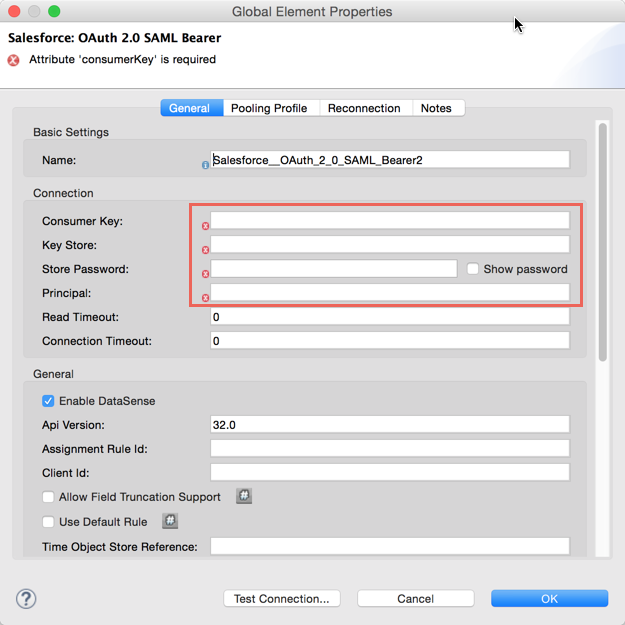 Global Element Properties
Salesforce: OAuth 2.0 SAML Bearer
Attribute 'consumerKey' is required
General Pooling Profile Reconnection Notes
Basic Settings
Name: Salesforce__OAuth_2_0_SAML_Bearer2
Connection
Consumer Key:
Key Store:
Store Password: Show password
Principal:
Read Timeout: 0
Connection Timeout: 0
General
Enable DataSense
Api Version: 32.0
Assignment Rule Id:
Client Id:
Allow Field Truncation Support #
Use Default Rule #
Time Object Store Reference:
? Test Connection... Cancel OK